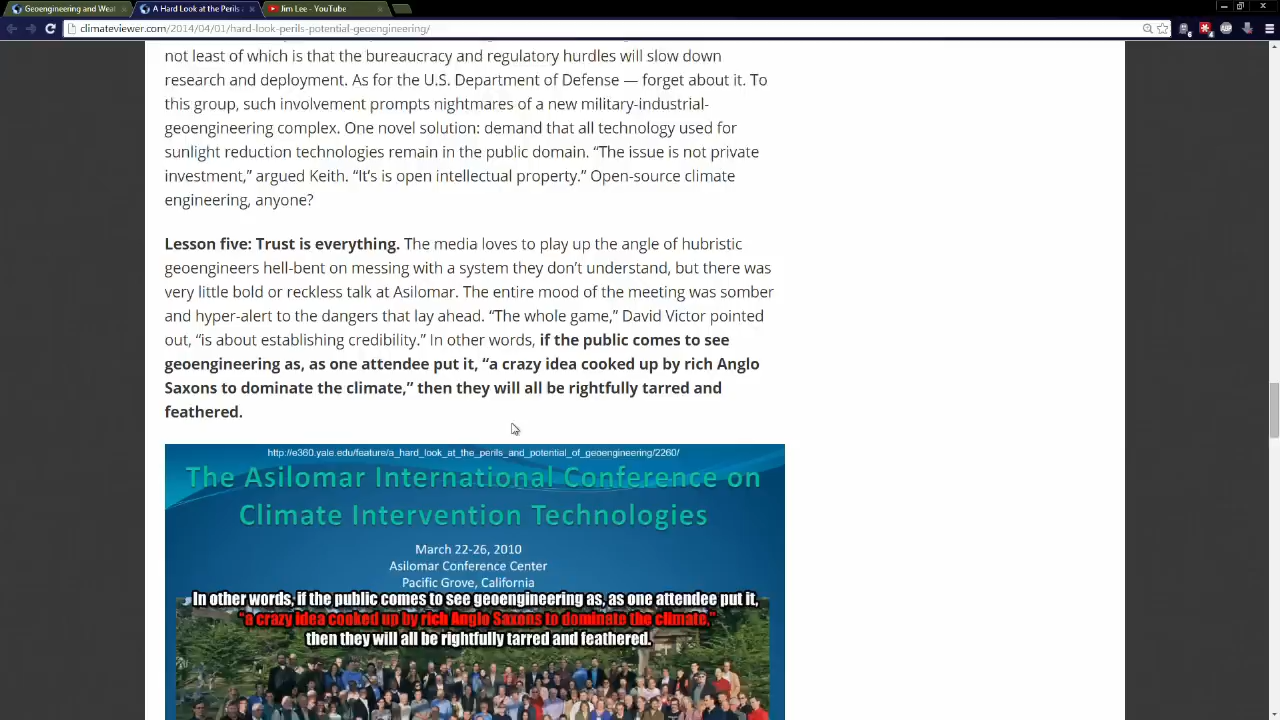 Geoengineering and Weat
A Hard Look at the Perils
Jim Lee - YouTube
climateviewer.com/2014/04/01/hard-look-perils-potential-geoengineering/
not least of which is that the bureaucracy and regulatory hurdles will slow down
research and deployment. As for the U.S. Department of Defense — forget about it. To
this group, such involvement prompts nightmares of a new military-industrial-
geoengineering complex. One novel solution: demand that all technology used for
sunlight reduction technologies remain in the public domain. “The issue is not private
investment,” argued Keith. “It’s is open intellectual property.” Open-source climate
engineering, anyone?
Lesson five: Trust is everything. The media loves to play up the angle of hubristic
geoengineers hell-bent on messing with a system they don’t understand, but there was
very little bold or reckless talk at Asilomar. The entire mood of the meeting was somber
and hyper-alert to the dangers that lay ahead. “The whole game,” David Victor pointed
out, “is about establishing credibility.” In other words, if the public comes to see
geoengineering as, as one attendee put it, “a crazy idea cooked up by rich Anglo
Saxons to dominate the climate,” then they will all be rightfully tarred and
feathered.
http://e360.yale.edu/feature/a_hard_look_at_the_perils_and_potential_of_geoengineering/2260/
The Asilomar International Conference on
Climate Intervention Technologies
March 22-26, 2010
Asilomar Conference Center
Pacific Grove, California
In other words, if the public comes to see geoengineering as, as one attendee put it,
"a crazy idea cooked up by rich Anglo Saxons to dominate the climate,"
then they will all be rightfully tarred and feathered.